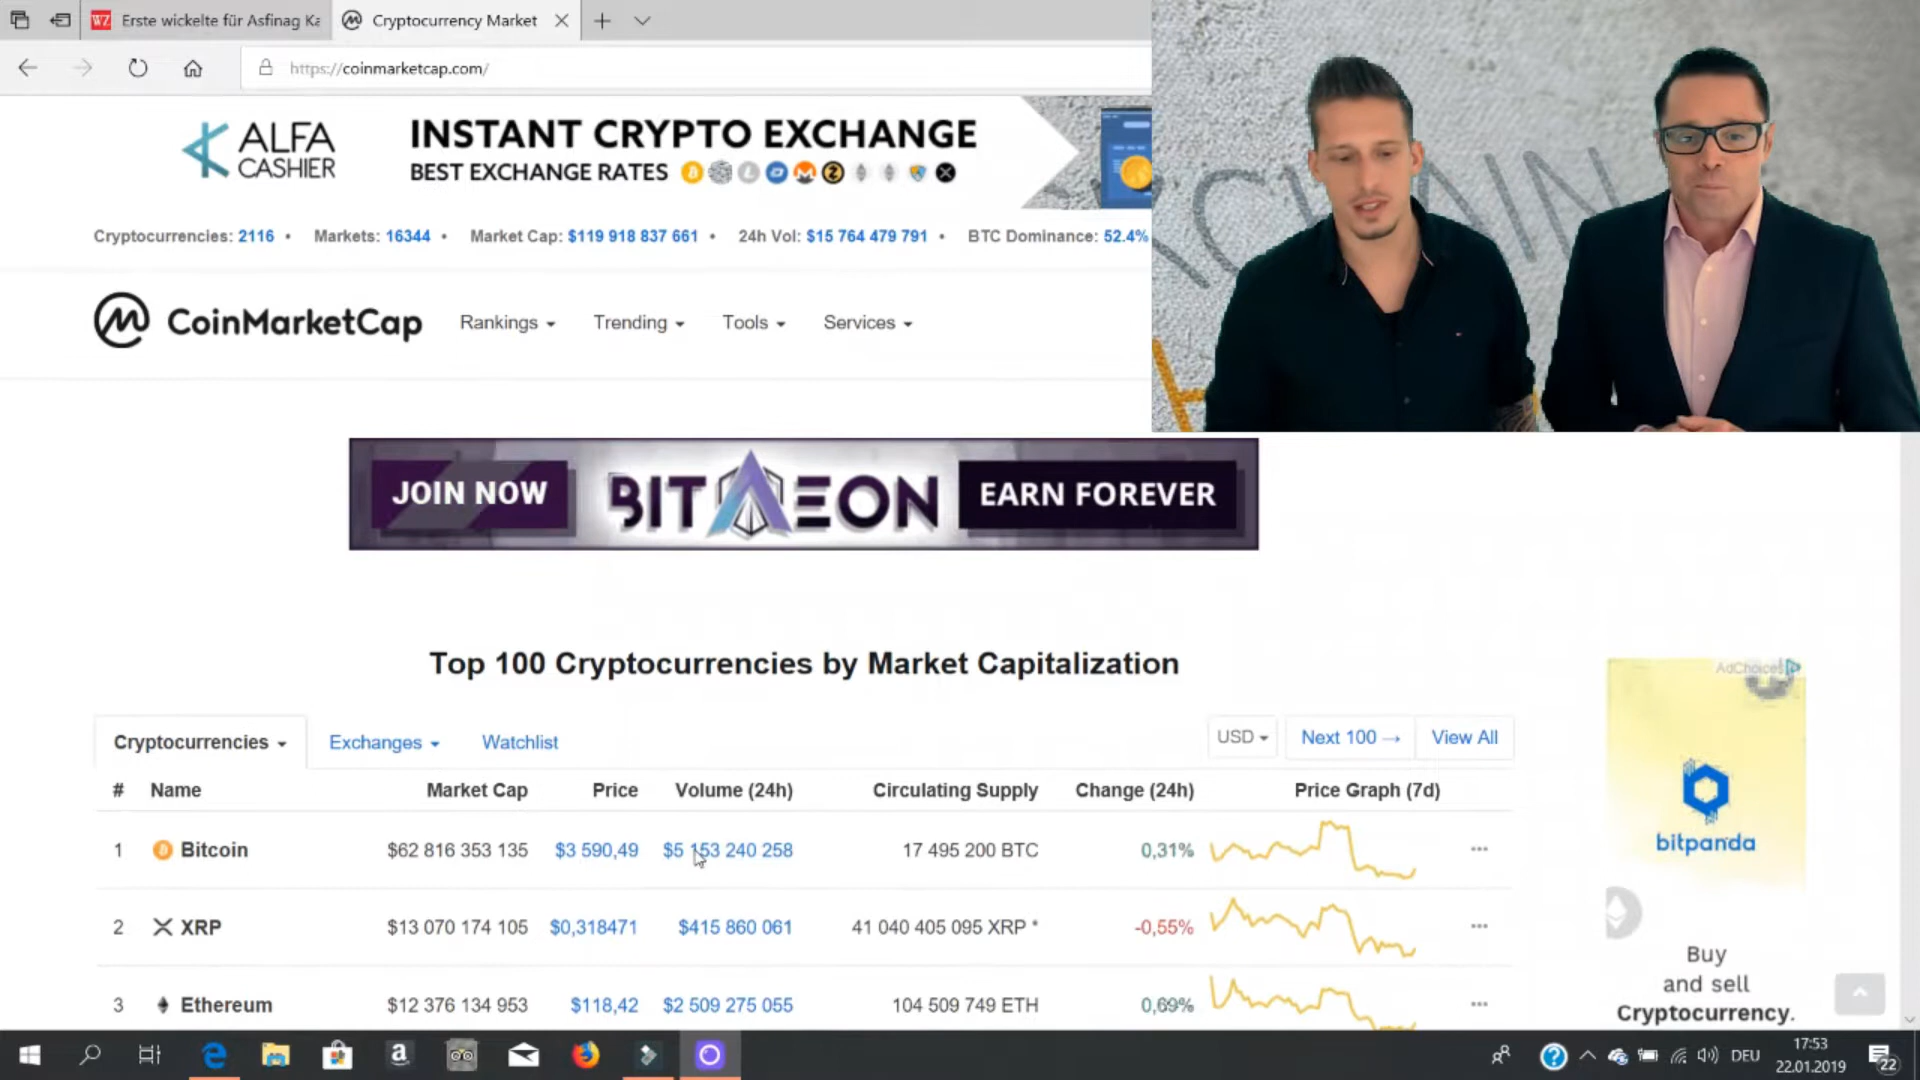 Erste wickelte für Asfinag Ka
Cryptocurrency Market
https://coinmarketcap.com/
ALFA
CASHIER
INSTANT CRYPTO EXCHANGE
BEST EXCHANGE RATES
Cryptocurrencies: 2116 • Markets: 16344 • Market Cap: $119 918 837 661 • 24h Vol: $15 764 479 791 • BTC Dominance: 52.4%
CoinMarketCap
Rankings Trending Tools Services
JOIN NOW BITAEON EARN FOREVER
Top 100 Cryptocurrencies by Market Capitalization
Cryptocurrencies Exchanges Watchlist USD Next 100 → View All
# Name Market Cap Price Volume (24h) Circulating Supply Change (24h) Price Graph (7d)
1 Bitcoin $62 816 353 135 $3 590,49 $5 153 240 258 17 495 200 BTC 0,31%
2 XRP $13 070 174 105 $0,318471 $415 860 061 41 040 405 095 XRP * -0,55%
3 Ethereum $12 376 134 953 $118,42 $2 509 275 055 104 509 749 ETH 0,69%
AdChoices
bitpanda
Buy
and sell
Cryptocurrency.
DEU
17:53
22.01.2019
22